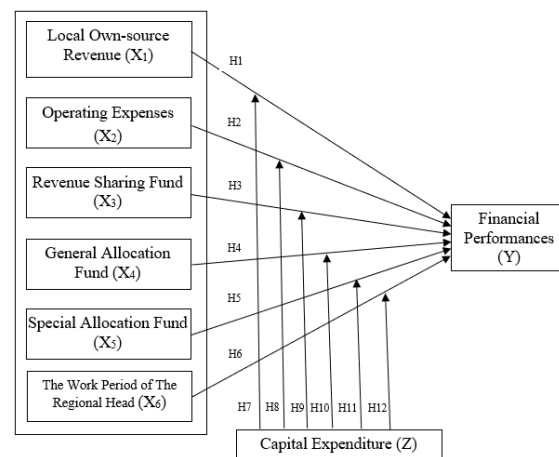 Local Own-source
Revenue (X1)
H1
Operating Expenses
(X2)
H2
Revenue Sharing Fund
(X3)
H3
General Allocation
Fund (X4)
H4
Special Allocation Fund
(X5)
H5
The Work Period of The
Regional Head (X6)
H6
Financial
Performances
(Y)
H7 H8 H9 H10 H11 H12
Capital Expenditure (Z)